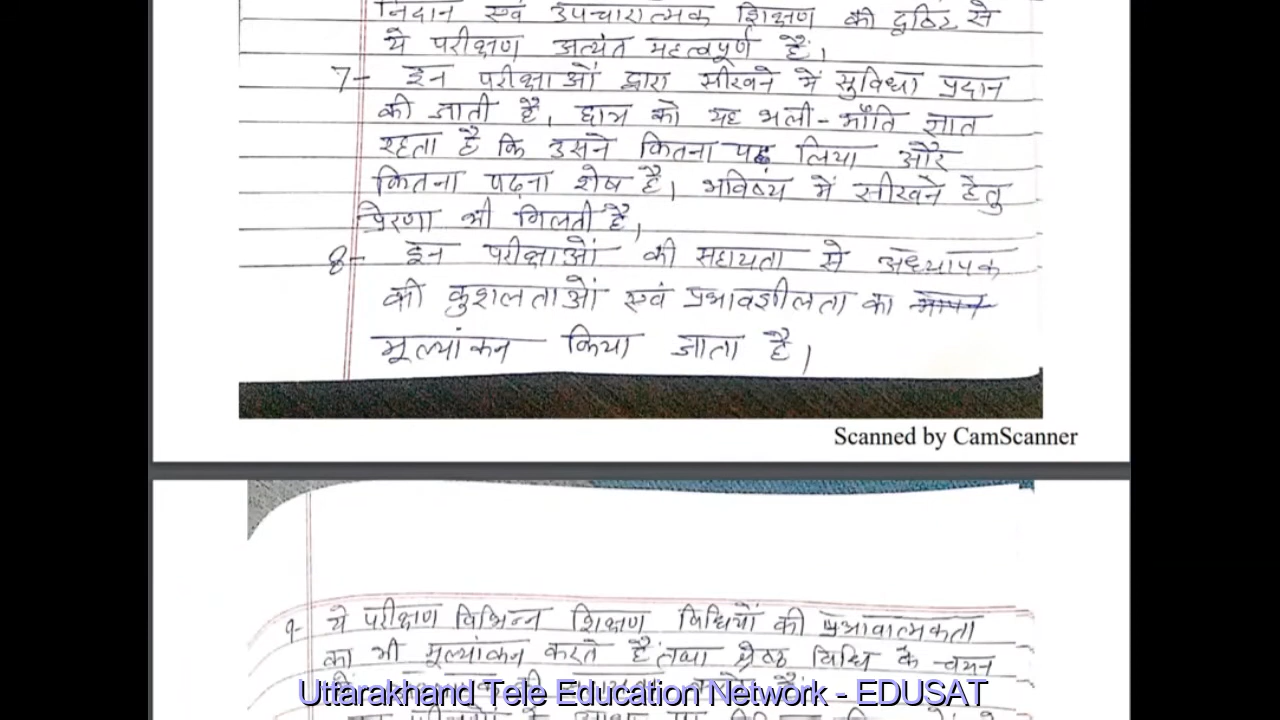 निदान एवं उपचारात्मक शिक्षण की दृष्टि से
ये परीक्षण अत्यंत महत्वपूर्ण हैं।
7- इन परीक्षाओं द्वारा सीखने में सुविधा प्रदान
की जाती है, छात्र को यह भली-भाँति ज्ञात
रहता है कि उसने कितना पढ़ लिया और
कितना पढ़ना शेष है। भविष्य में सीखने हेतु
प्रेरणा भी मिलती है,
8- इन परीक्षाओं की सहायता से अध्यापक
की कुशलताओं एवं प्रभावशीलता का मापन
मूल्यांकन किया जाता है।
Scanned by CamScanner
9- ये परीक्षण विभिन्न शिक्षण विधियों की प्रभावात्मकता
का भी मूल्यांकन करते हैं तथा श्रेष्ठ विधि के चयन
Uttarakhand Tele Education Network - EDUSAT